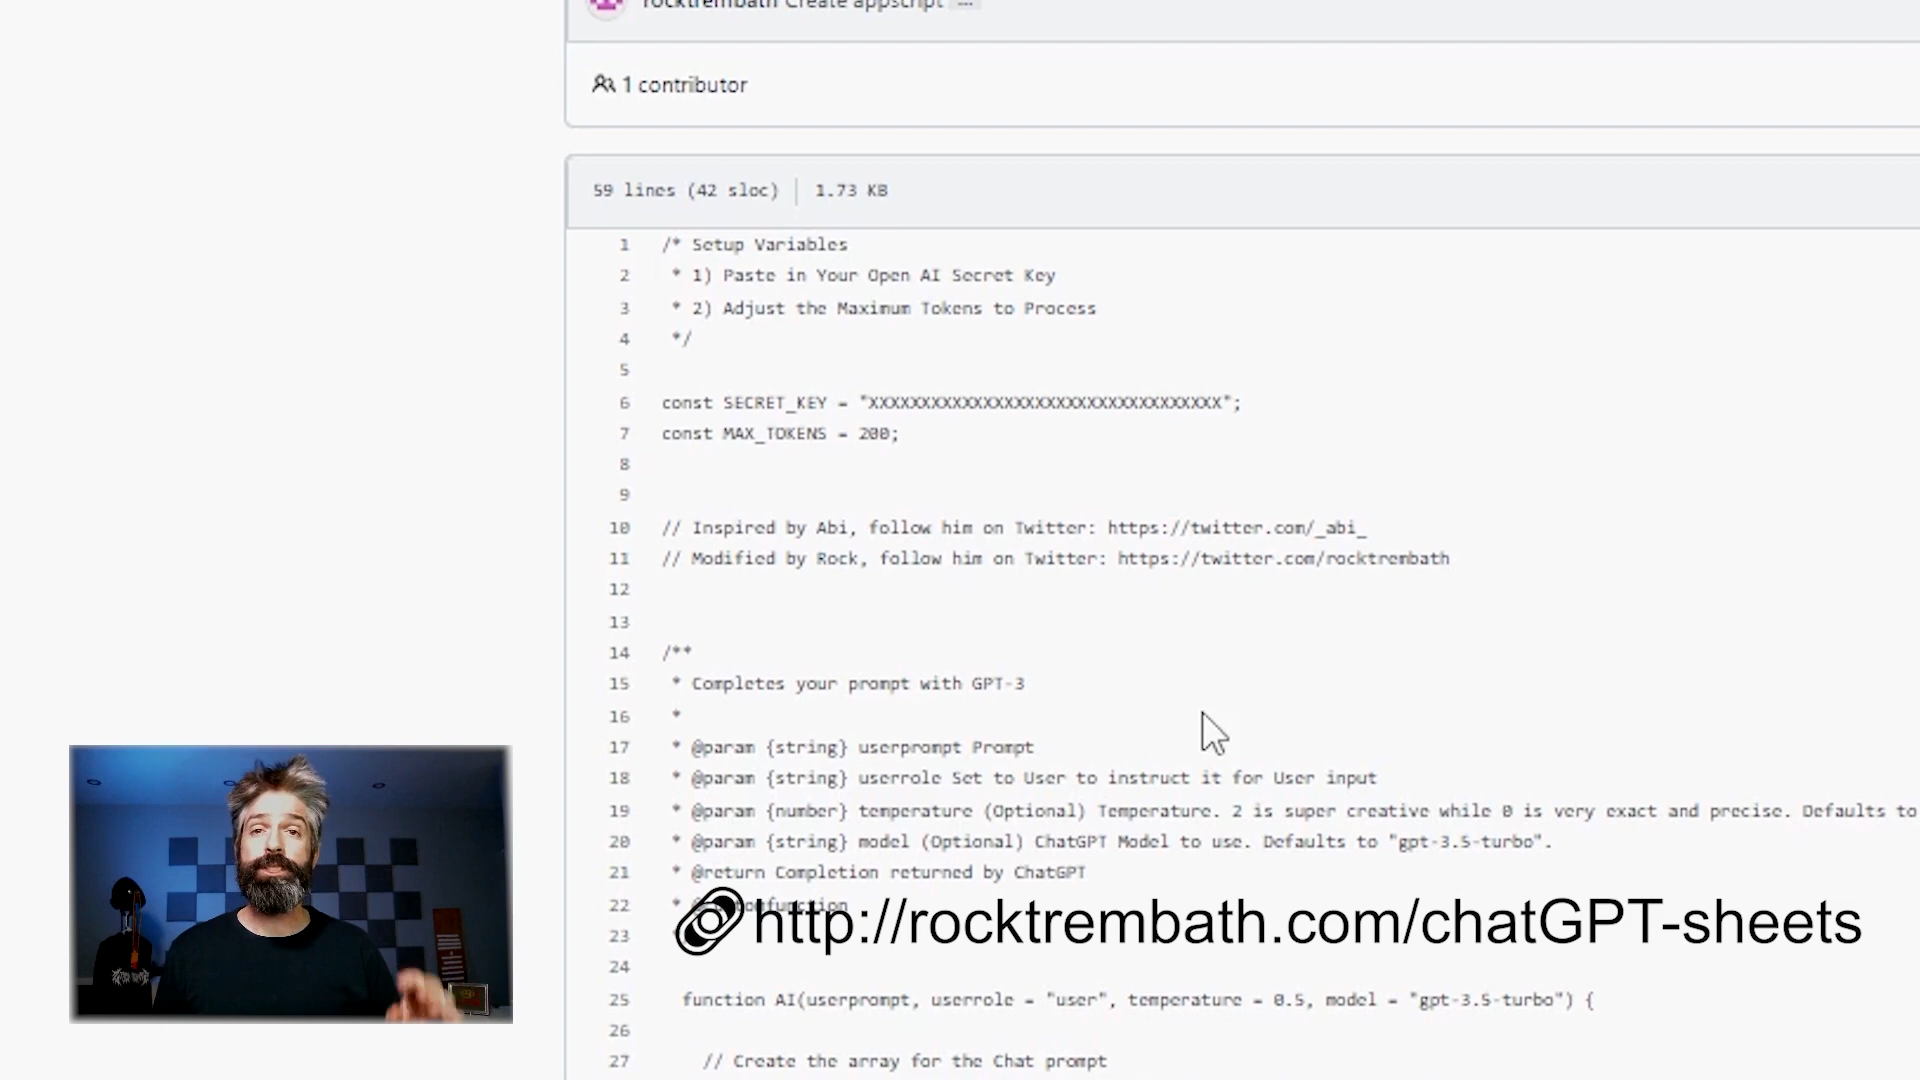 rocktrembath Create appscript ...
1 contributor
59 lines (42 sloc) 1.73 KB
1 /* Setup Variables
2 * 1) Paste in Your Open AI Secret Key
3 * 2) Adjust the Maximum Tokens to Process
4 */
5
6 const SECRET_KEY = "XXXXXXXXXXXXXXXXXXXXXXXXXXXXXXXXXX";
7 const MAX_TOKENS = 200;
8
9
10 // Inspired by Abi, follow him on Twitter: https://twitter.com/_abi_
11 // Modified by Rock, follow him on Twitter: https://twitter.com/rocktrembath
12
13
14 /**
15 * Completes your prompt with GPT-3
16 *
17 * @param {string} userprompt Prompt
18 * @param {string} userrole Set to User to instruct it for User input
19 * @param {number} temperature (Optional) Temperature. 2 is super creative while 0 is very exact and precise. Defaults to
20 * @param {string} model (Optional) ChatGPT Model to use. Defaults to "gpt-3.5-turbo".
21 * @return Completion returned by ChatGPT
22 *
http://rocktrembath.com/chatGPT-sheets
23
24
25 function AI(userprompt, userrole = "user", temperature = 0.5, model = "gpt-3.5-turbo") {
26
27 // Create the array for the Chat prompt